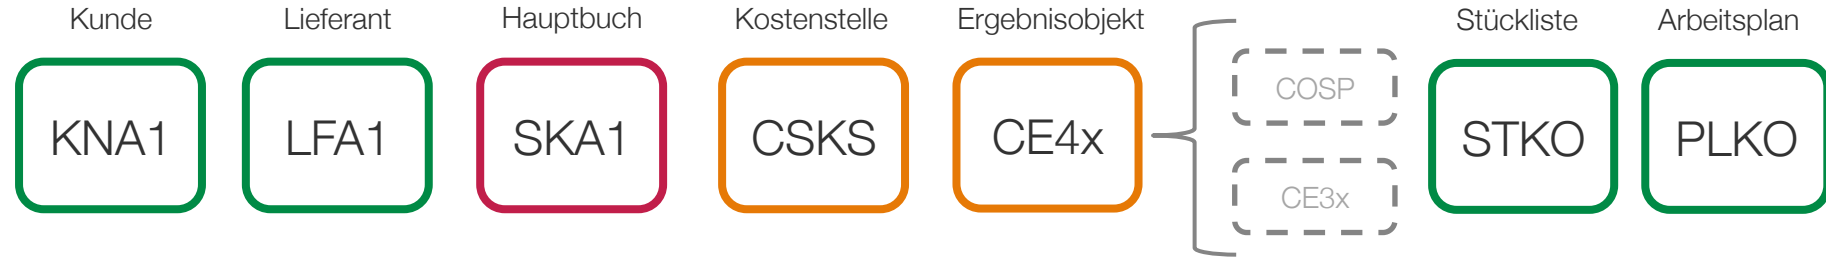 Kunde Lieferant Hauptbuch Kostenstelle Ergebnisobjekt Stückliste Arbeitsplan
COSP
KNA1 LFA1 SKA1 CSKS CE4x STKO PLKO
CE3x